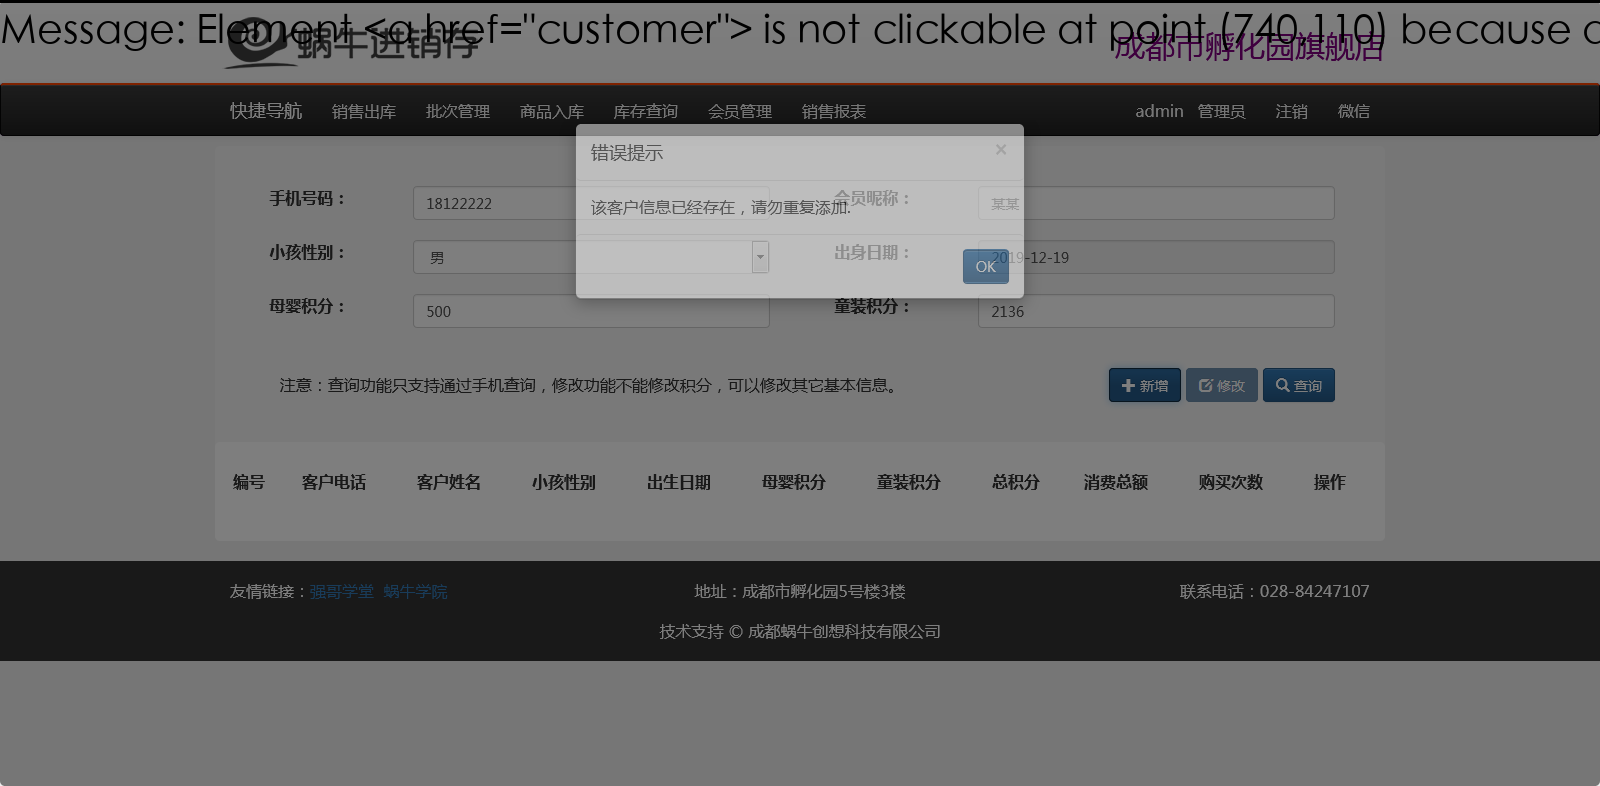 Message: Element <a href="customer"> is not clickable at point (740,110) because
蜗牛进销存
成都市孵化园旗舰店
快捷导航 销售出库 批次管理 商品入库 库存查询 会员管理 销售报表 admin 管理员 注销 微信
错误提示 ×
手机号码： 18122222 会员昵称： 某某
该客户信息已经存在，请勿重复添加.
小孩性别： 男 出身日期： 2019-12-19
OK
母婴积分： 500 童装积分： 2136
注意：查询功能只支持通过手机查询，修改功能不能修改积分，可以修改其它基本信息。 新增 修改 查询
编号 客户电话 客户姓名 小孩性别 出生日期 母婴积分 童装积分 总积分 消费总额 购买次数 操作
友情链接：强哥学堂 蜗牛学院 地址：成都市孵化园5号楼3楼 联系电话：028-84247107
技术支持 © 成都蜗牛创想科技有限公司